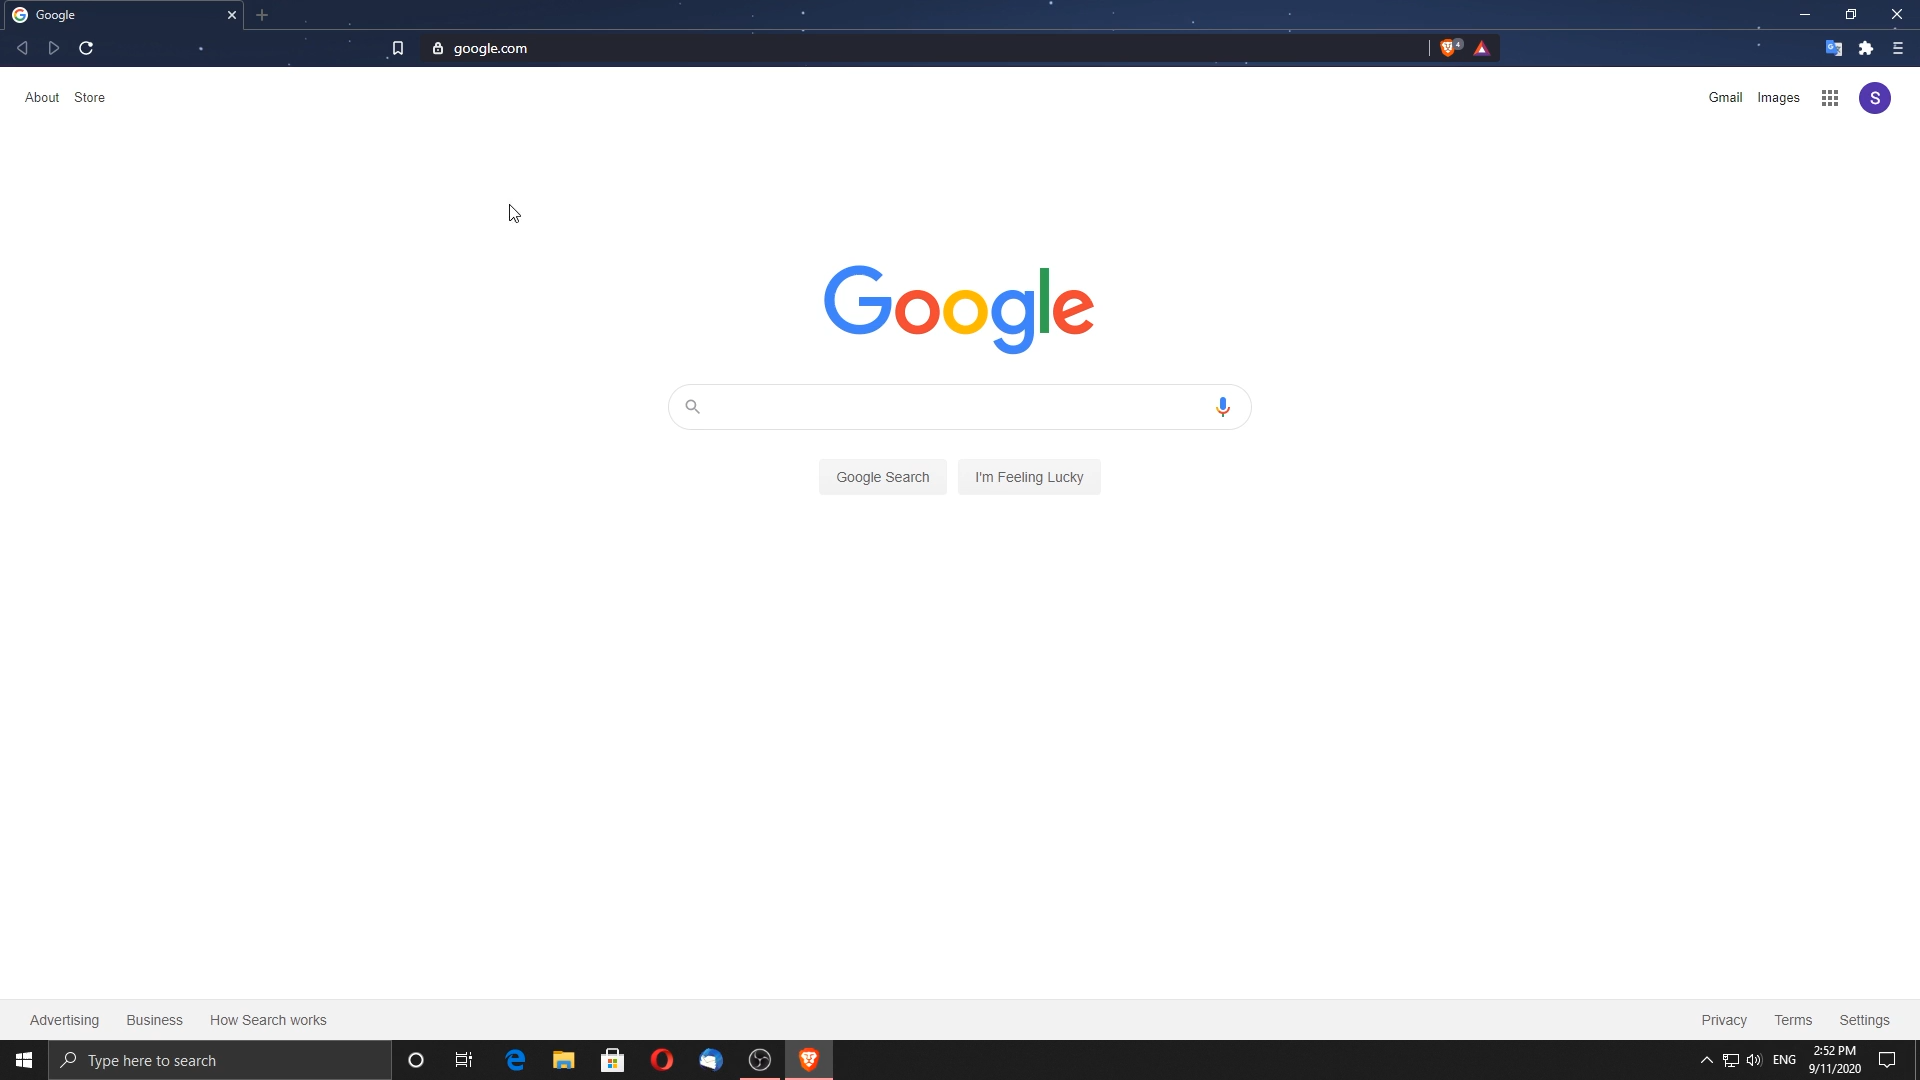 Google
google.com
4
About Store
Gmail Images S
Google
Google Search I'm Feeling Lucky
Advertising Business How Search works
Privacy Terms Settings
Type here to search
ENG
2:52 PM
9/11/2020